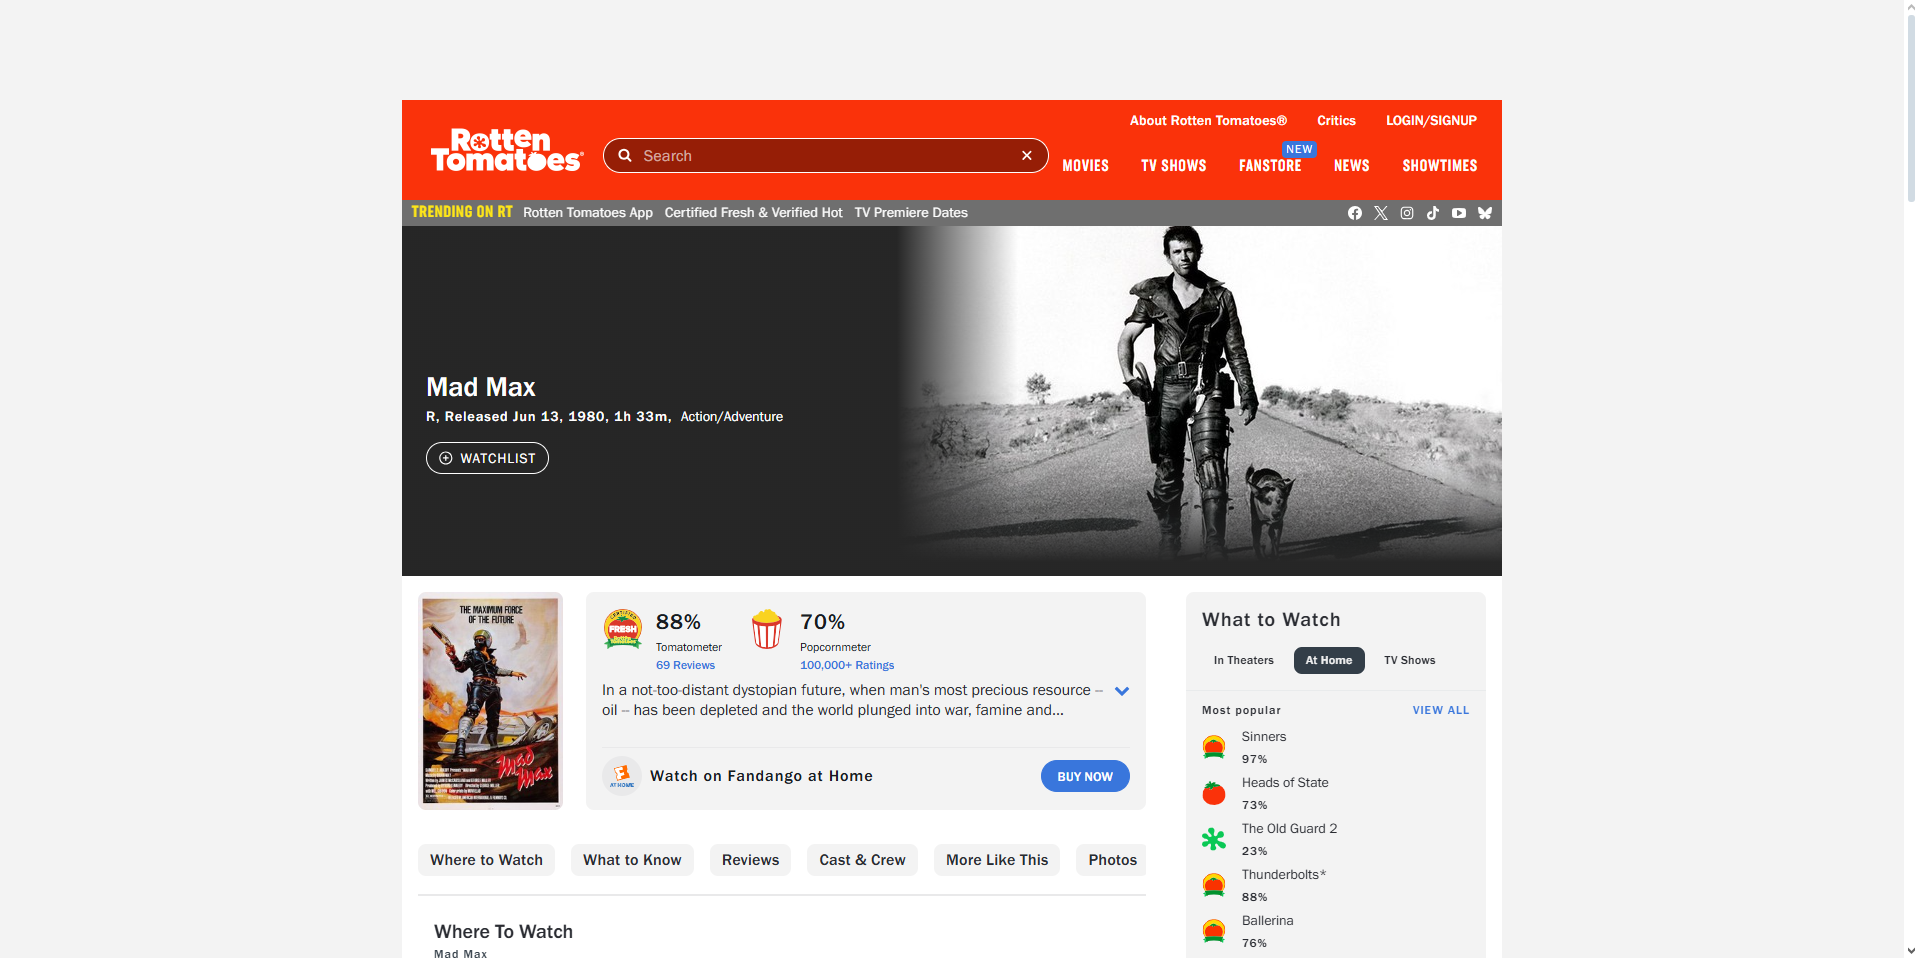 About Rotten Tomatoes® Critics LOGIN/SIGNUP
Rotten
Tomatoes®
Search
NEW
MOVIES TV SHOWS FANSTORE NEWS SHOWTIMES
TRENDING ON RT Rotten Tomatoes App Certified Fresh & Verified Hot TV Premiere Dates
Mad Max
R, Released Jun 13, 1980, 1h 33m, Action/Adventure
WATCHLIST
THE MAXIMUM FORCE
OF THE FUTURE
Mad
Max
CERTIFIED
FRESH
88%
Tomatometer
69 Reviews
70%
Popcornmeter
100,000+ Ratings
In a not-too-distant dystopian future, when man's most precious resource --
oil -- has been depleted and the world plunged into war, famine and...
AT HOME
Watch on Fandango at Home
BUY NOW
Where to Watch What to Know Reviews Cast & Crew More Like This Photos
Where To Watch
Mad Max
What to Watch
In Theaters At Home TV Shows
Most popular VIEW ALL
Sinners
97%
Heads of State
73%
The Old Guard 2
23%
Thunderbolts*
88%
Ballerina
76%